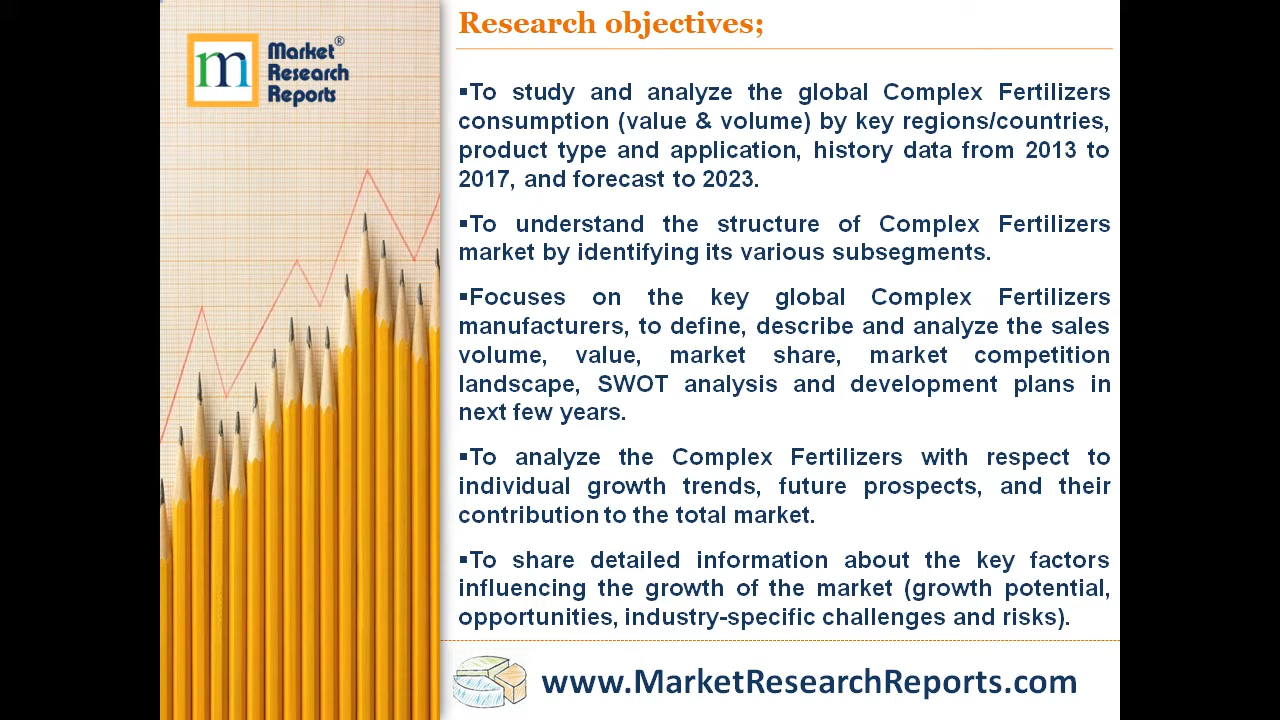 Research objectives;
Market®
Research
Reports
m
▪To study and analyze the global Complex Fertilizers
consumption (value & volume) by key regions/countries,
product type and application, history data from 2013 to
2017, and forecast to 2023.
▪To understand the structure of Complex Fertilizers
market by identifying its various subsegments.
▪Focuses on the key global Complex Fertilizers
manufacturers, to define, describe and analyze the sales
volume, value, market share, market competition
landscape, SWOT analysis and development plans in
next few years.
▪To analyze the Complex Fertilizers with respect to
individual growth trends, future prospects, and their
contribution to the total market.
▪To share detailed information about the key factors
influencing the growth of the market (growth potential,
opportunities, industry-specific challenges and risks).
www.MarketResearchReports.com